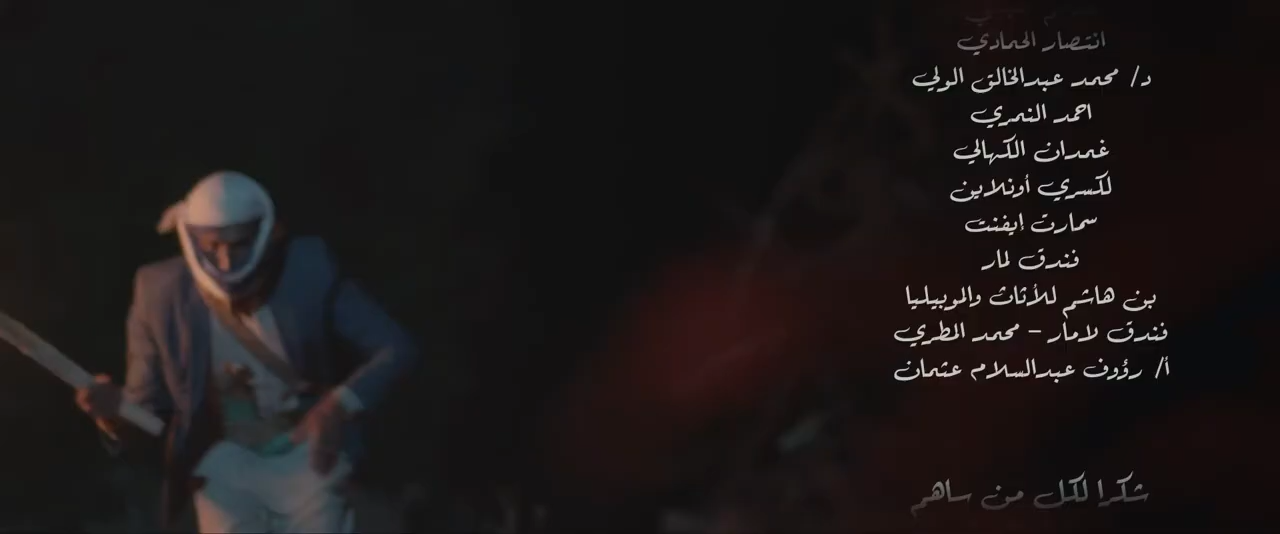 انتصار الحمادي
د/ محمد عبدالخالق الولي
احمد النمري
غمدان الكهالي
لكسري أونلاين
سمارت إيفنت
فندق لمار
بن هاشم للأثاث والموبيليا
فندق لامار – محمد المطري
أ/ رؤوف عبدالسلام عثمان
شكرا لكل من ساهم